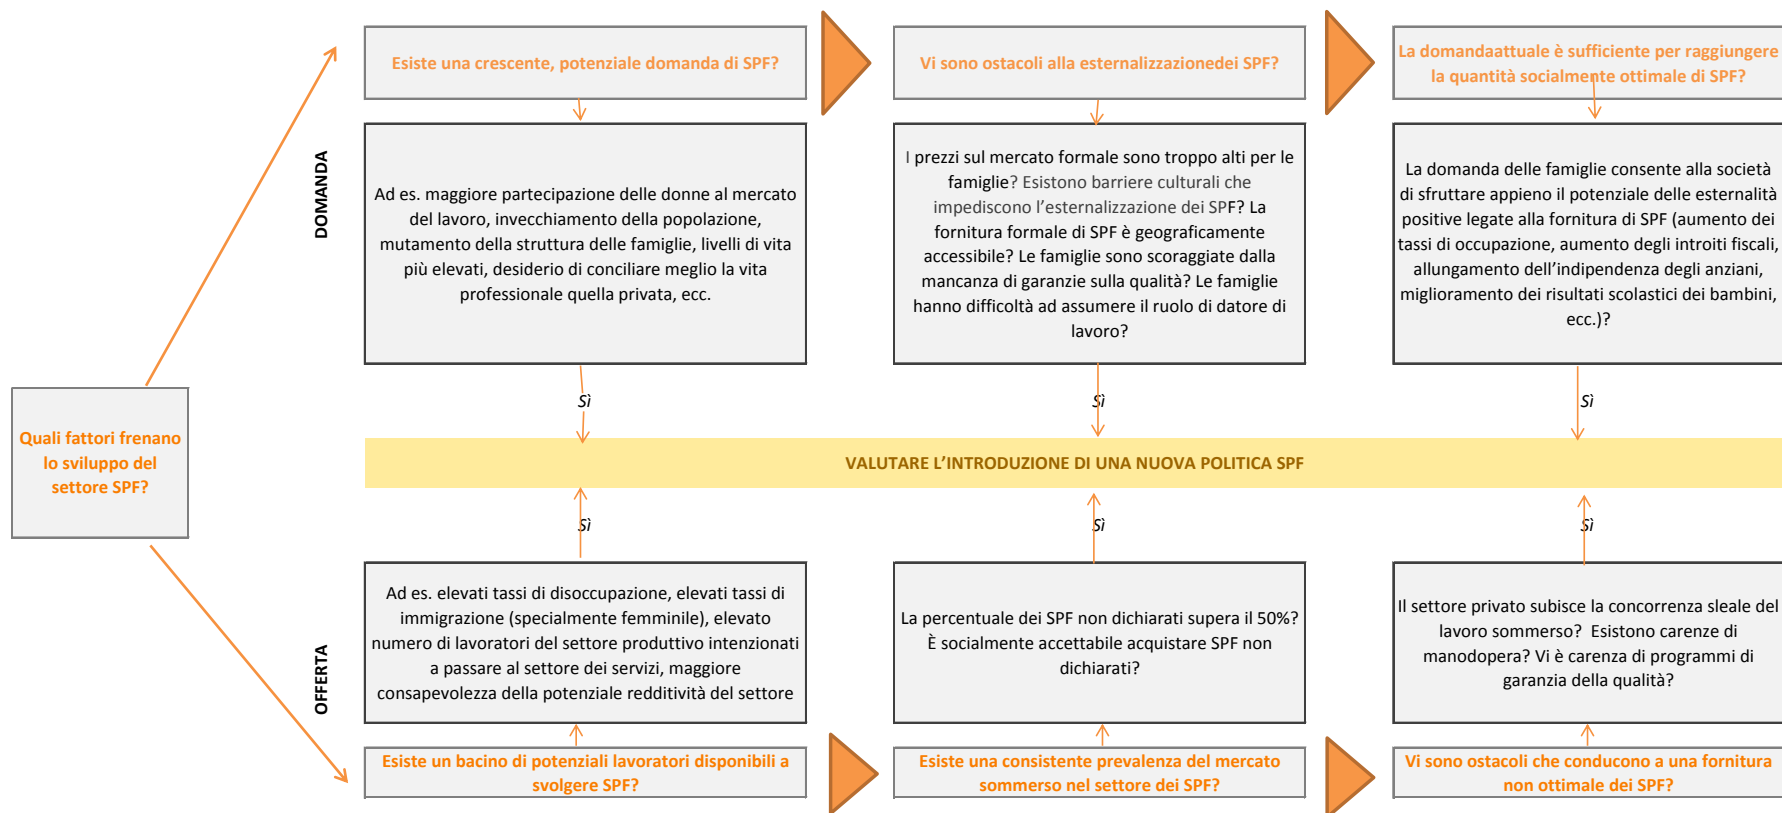 Esiste una crescente, potenziale domanda di SPF?
Vi sono ostacoli alla esternalizzazionedei SPF?
La domandaattuale è sufficiente per raggiungere
la quantità socialmente ottimale di SPF?
DOMANDA
Ad es. maggiore partecipazione delle donne al mercato
del lavoro, invecchiamento della popolazione,
mutamento della struttura delle famiglie, livelli di vita
più elevati, desiderio di conciliare meglio la vita
professionale quella privata, ecc.
I prezzi sul mercato formale sono troppo alti per le
famiglie? Esistono barriere culturali che
impediscono l'esternalizzazione dei SPF? La
fornitura formale di SPF è geograficamente
accessibile? Le famiglie sono scoraggiate dalla
mancanza di garanzie sulla qualità? Le famiglie
hanno difficoltà ad assumere il ruolo di datore di
lavoro?
La domanda delle famiglie consente alla società
di sfruttare appieno il potenziale delle esternalità
positive legate alla fornitura di SPF (aumento dei
tassi di occupazione, aumento degli introiti fiscali,
allungamento dell'indipendenza degli anziani,
miglioramento dei risultati scolastici dei bambini,
ecc.)?
Sì
Sì
Sì
Quali fattori frenano
lo sviluppo del
settore SPF?
VALUTARE L'INTRODUZIONE DI UNA NUOVA POLITICA SPF
Sì
Sì
Sì
OFFERTA
Ad es. elevati tassi di disoccupazione, elevati tassi di
immigrazione (specialmente femminile), elevato
numero di lavoratori del settore produttivo intenzionati
a passare al settore dei servizi, maggiore
consapevolezza della potenziale redditività del settore
La percentuale dei SPF non dichiarati supera il 50%?
È socialmente accettabile acquistare SPF non
dichiarati?
Il settore privato subisce la concorrenza sleale del
lavoro sommerso?  Esistono carenze di
manodopera? Vi è carenza di programmi di
garanzia della qualità?
Esiste un bacino di potenziali lavoratori disponibili a
svolgere SPF?
Esiste una consistente prevalenza del mercato
sommerso nel settore dei SPF?
Vi sono ostacoli che conducono a una fornitura
non ottimale dei SPF?